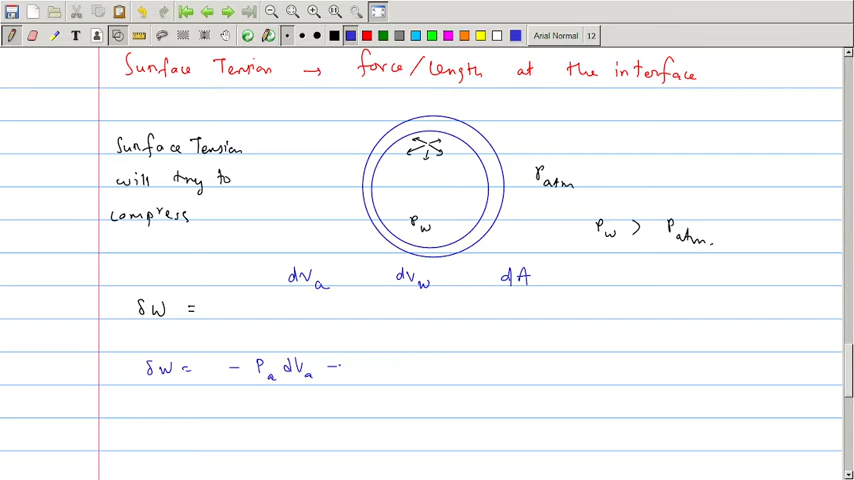 Arial Normal 12
Surface Tension → force/length at the interface
Surface Tension
will try to
compress
P_atm
P_w
P_w > P_atm.
dV_a dV_w dA
δW =
δW = - P_a dV_a -